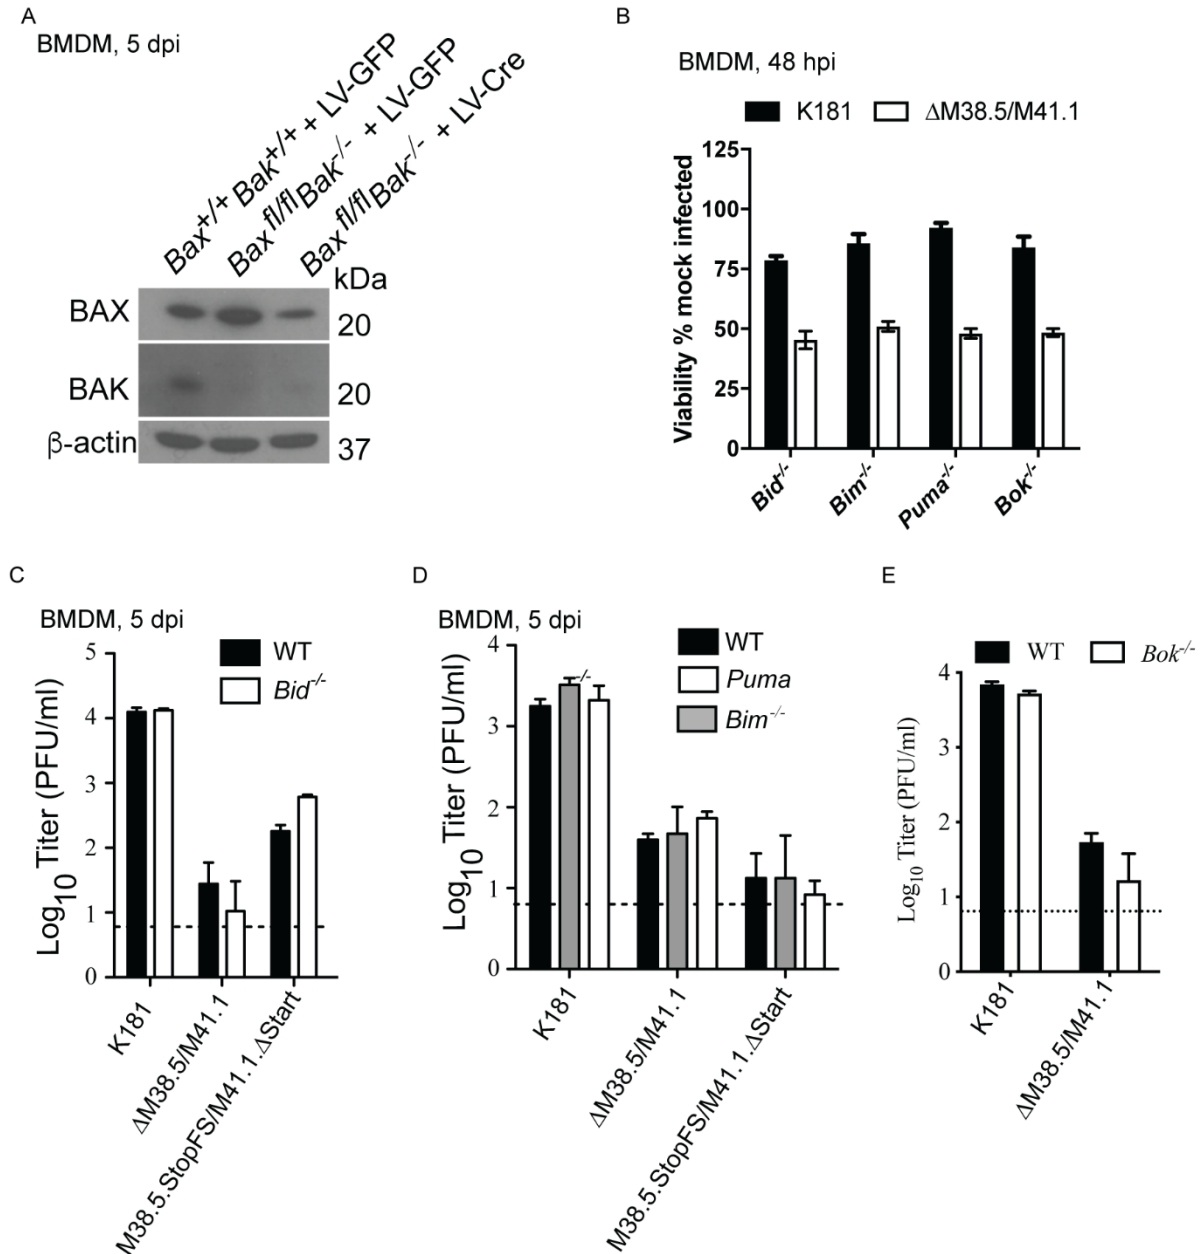 A
BMDM, 5 dpi
Bax+/+ Bak+/+ + LV-GFP
Baxfl/flBak-/- + LV-GFP
Baxfl/flBak-/- + LV-Cre
kDa
BAX
20
BAK
20
β-actin
37
B
BMDM, 48 hpi
K181
ΔM38.5/M41.1
Viability % mock infected
125
100
75
50
25
0
Bid-/-
Bim-/-
Puma-/-
Bok-/-
C
BMDM, 5 dpi
WT
Bid-/-
Log10 Titer (PFU/ml)
5
4
3
2
1
0
K181
ΔM38.5/M41.1
M38.5.StopFS/M41.1.ΔStart
D
BMDM, 5 dpi
WT
Puma
-/-
Bim-/-
Log10 Titer (PFU/ml)
4
3
2
1
0
K181
ΔM38.5/M41.1
M38.5.StopFS/M41.1.ΔStart
E
WT
Bok-/-
Log10 Titer (PFU/ml)
4
3
2
1
0
K181
ΔM38.5/M41.1